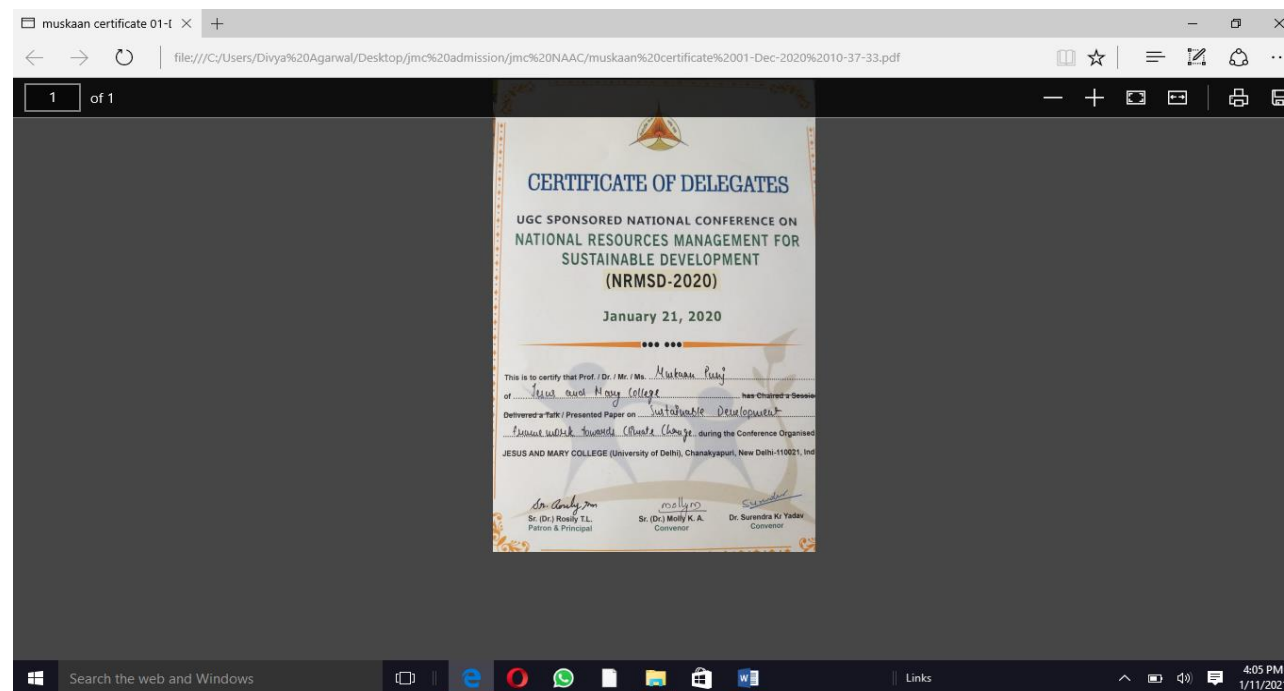 muskaan certificate 01-
file:///C:/Users/Divya%20Agarwal/Desktop/jmc%20admission/jmc%20NAAC/muskaan%20certificate%2001-Dec-2020%2010-37-33.pdf
1 of 1
CERTIFICATE OF DELEGATES
UGC SPONSORED NATIONAL CONFERENCE ON
NATIONAL RESOURCES MANAGEMENT FOR
SUSTAINABLE DEVELOPMENT
(NRMSD-2020)
January 21, 2020
This is to certify that Prof. / Dr. / Mr. / Ms. Muskaan Punj
of Jesus and Mary College has Chaired a Sessio
Delivered a Talk / Presented Paper on Sustainable Development
framework towards Climate Change during the Conference Organised
JESUS AND MARY COLLEGE (University of Delhi), Chanakyapuri, New Delhi-110021, Ind
Sr. (Dr.) Rosily T.L. Sr. (Dr.) Molly K. A. Dr. Surendra Kr Yadav
Patron & Principal Convenor Convenor
Search the web and Windows
Links
4:05 PM
1/11/202